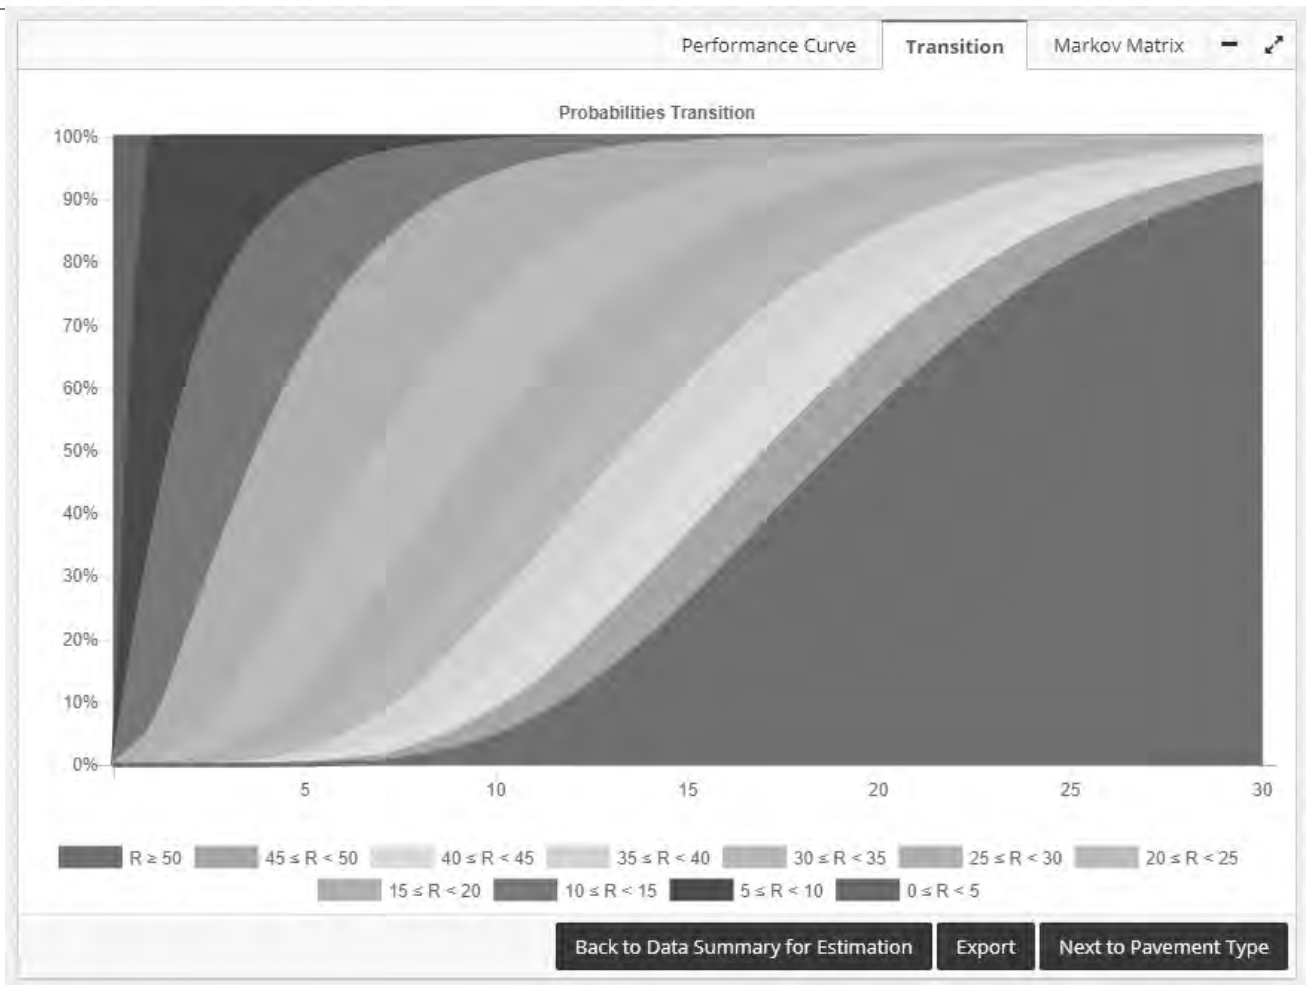 Performance Curve Transition Markov Matrix
Probabilities Transition
100%
90%
80%
70%
60%
50%
40%
30%
20%
10%
0%
5 10 15 20 25 30
R ≥ 50 45 ≤ R < 50 40 ≤ R < 45 35 ≤ R < 40 30 ≤ R < 35 25 ≤ R < 30 20 ≤ R < 25
15 ≤ R < 20 10 ≤ R < 15 5 ≤ R < 10 0 ≤ R < 5
Back to Data Summary for Estimation Export Next to Pavement Type